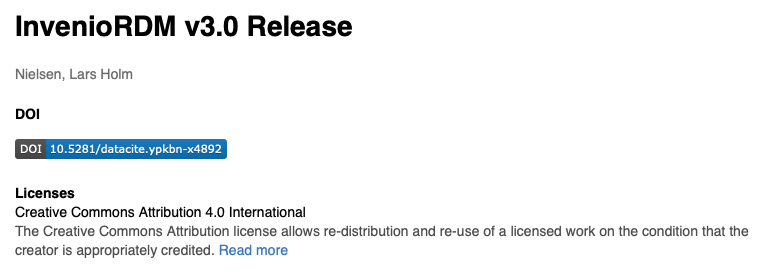 InvenioRDM v3.0 Release
Nielsen, Lars Holm
DOI
DOI 10.5281/datacite.ypkbn-x4892
Licenses
Creative Commons Attribution 4.0 International
The Creative Commons Attribution license allows re-distribution and re-use of a licensed work on the condition that the
creator is appropriately credited. Read more